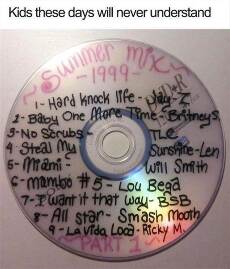 Kids these days will never understand
Summer mix
-1999-
1- Hard knock life - Jay-Z
2- Baby One More Time - Britney S.
3- No Scrubs - TLC
4- Steal My Sunshine - Len
5- Miami - Will Smith
6- mambo #5 - Lou Bega
7- I want it that way - BSB
8- All star - Smash Mouth
9- La Vida Loca - Ricky M.
PART 1